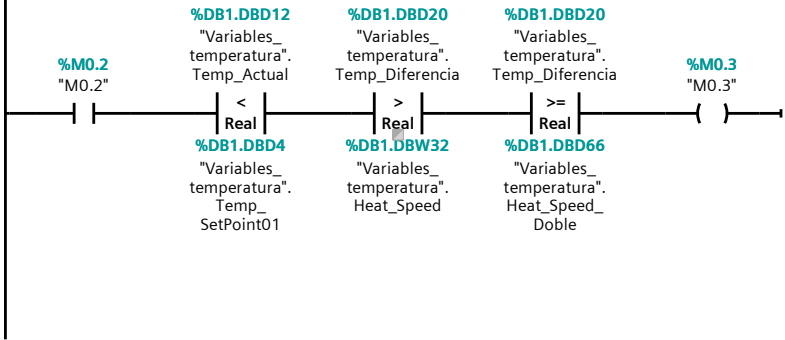 %DB1.DBD12
"Variables_
temperatura".
Temp_Actual
%DB1.DBD20
"Variables_
temperatura".
Temp_Diferencia
%DB1.DBD20
"Variables_
temperatura".
Temp_Diferencia
%M0.2
"M0.2"
%M0.3
"M0.3"
<
Real
>
Real
>=
Real
%DB1.DBD4
"Variables_
temperatura".
Temp_
SetPoint01
%DB1.DBW32
"Variables_
temperatura".
Heat_Speed
%DB1.DBD66
"Variables_
temperatura".
Heat_Speed_
Doble